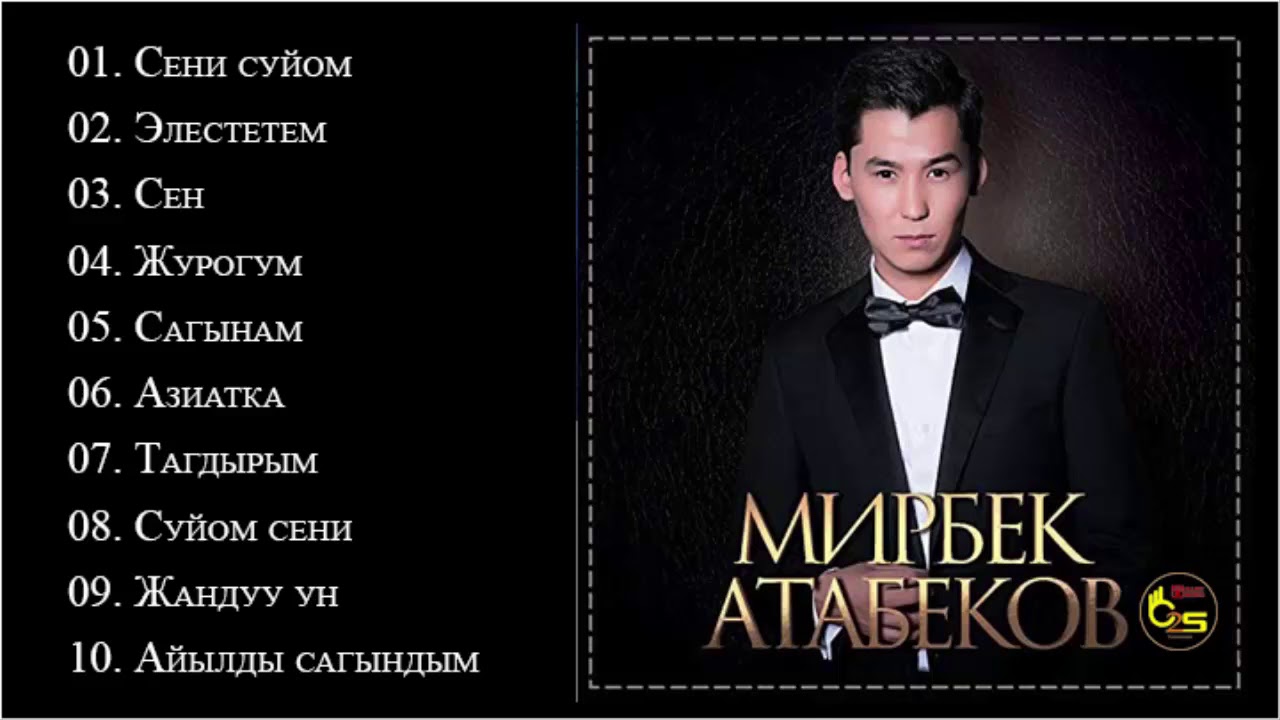 01. Сени суйом
02. Элестетем
03. Сен
04. Журогум
05. Сагынам
06. Азиатка
07. Тагдырым
08. Суйом сени
09. Жандуу ун
10. Айылды сагындым
МИРБЕК
АТАБЕКОВ